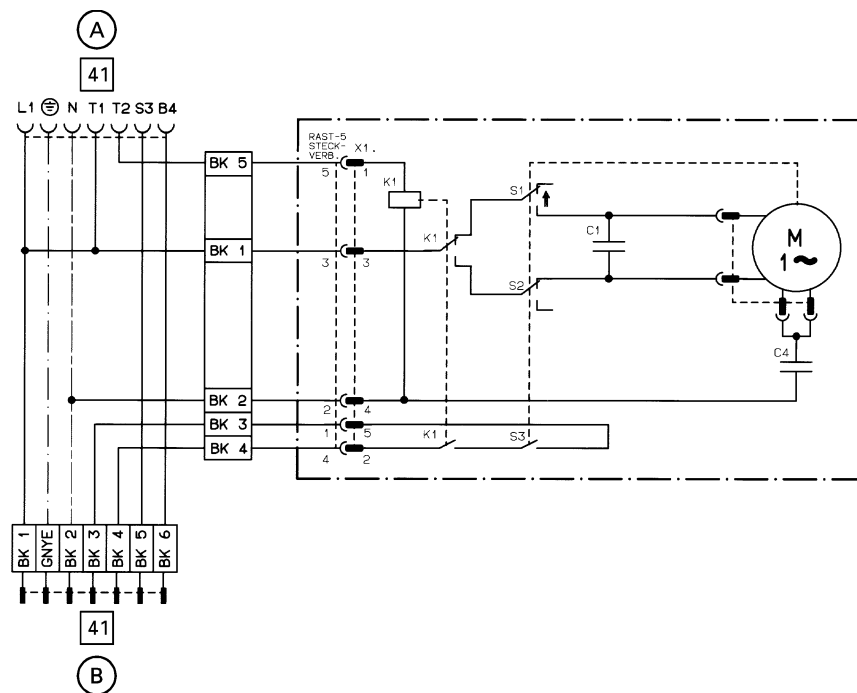 A
41
L1 N T1 T2 S3 B4
RAST-5
STECK- X1.
VERB.
BK 5
5 1
K1
S1
C1
K1
BK 1
3 3
M
1~
S2
C4
BK 2
2 4
BK 3
1 5
K1 S3
BK 4
4 2
BK 1 GNYE BK 2 BK 3 BK 4 BK 5 BK 6
41
B